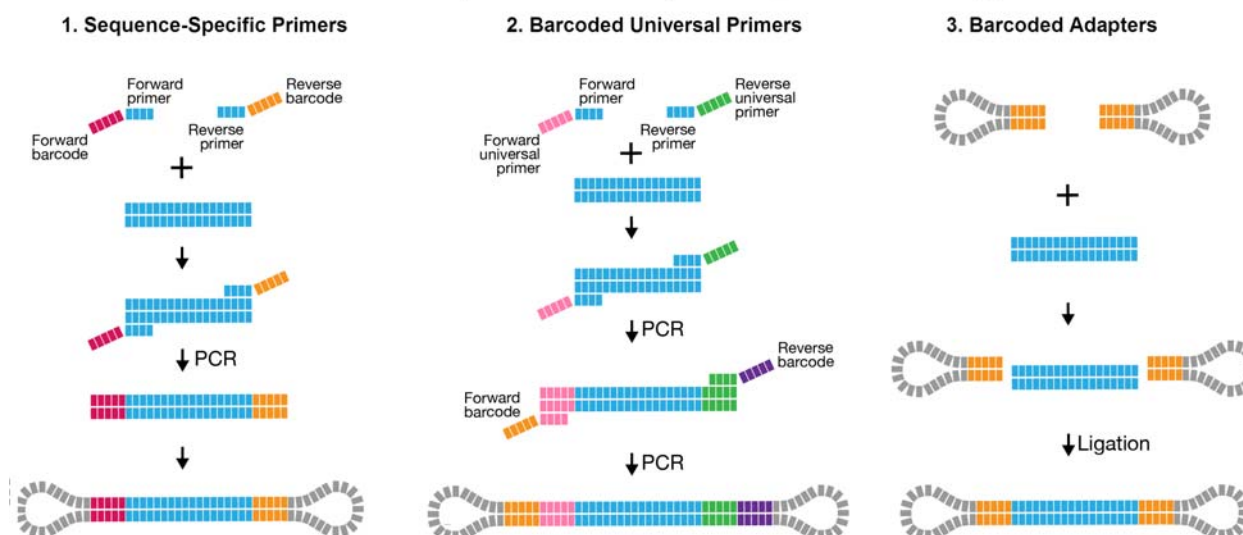 1. Sequence-Specific Primers
Forward
primer
Reverse
barcode
Forward
barcode
Reverse
primer
PCR
2. Barcoded Universal Primers
Forward
primer
Reverse
universal
primer
Forward
universal
primer
Reverse
primer
PCR
Reverse
barcode
Forward
barcode
PCR
3. Barcoded Adapters
Ligation